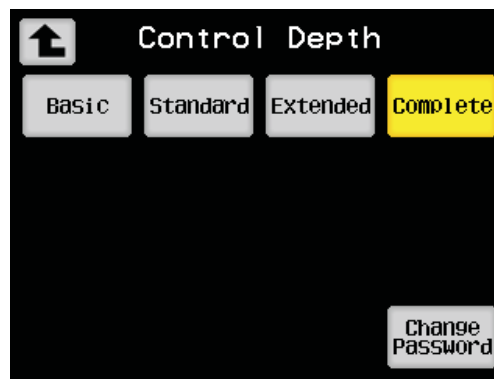 Control Depth
Basic Standard Extended Complete
Change
Password